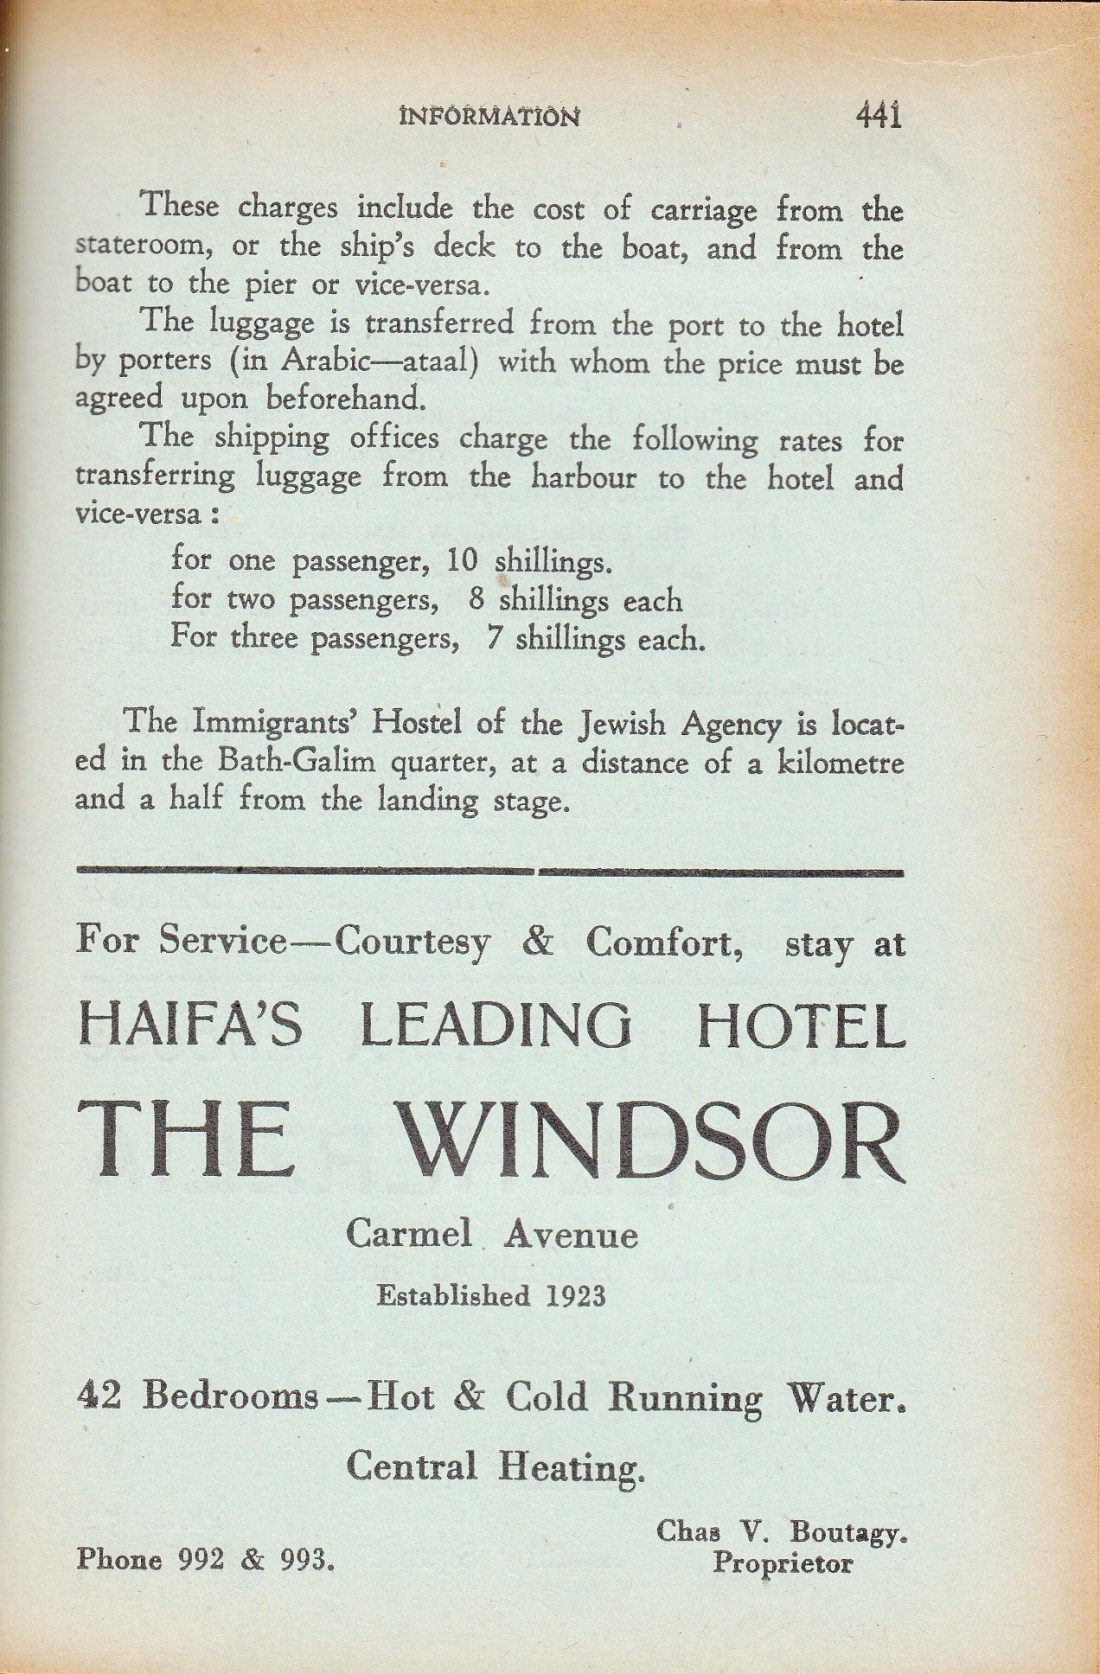 INFORMATION 441
These charges include the cost of carriage from the
stateroom, or the ship's deck to the boat, and from the
boat to the pier or vice-versa.
The luggage is transferred from the port to the hotel
by porters (in Arabic—ataal) with whom the price must be
agreed upon beforehand.
The shipping offices charge the following rates for
transferring luggage from the harbour to the hotel and
vice-versa :
for one passenger, 10 shillings.
for two passengers, 8 shillings each
For three passengers, 7 shillings each.
The Immigrants' Hostel of the Jewish Agency is locat-
ed in the Bath-Galim quarter, at a distance of a kilometre
and a half from the landing stage.
For Service—Courtesy & Comfort, stay at
HAIFA'S LEADING HOTEL
THE WINDSOR
Carmel Avenue
Established 1923
42 Bedrooms—Hot & Cold Running Water.
Central Heating.
Chas V. Boutagy.
Phone 992 & 993.
Proprietor